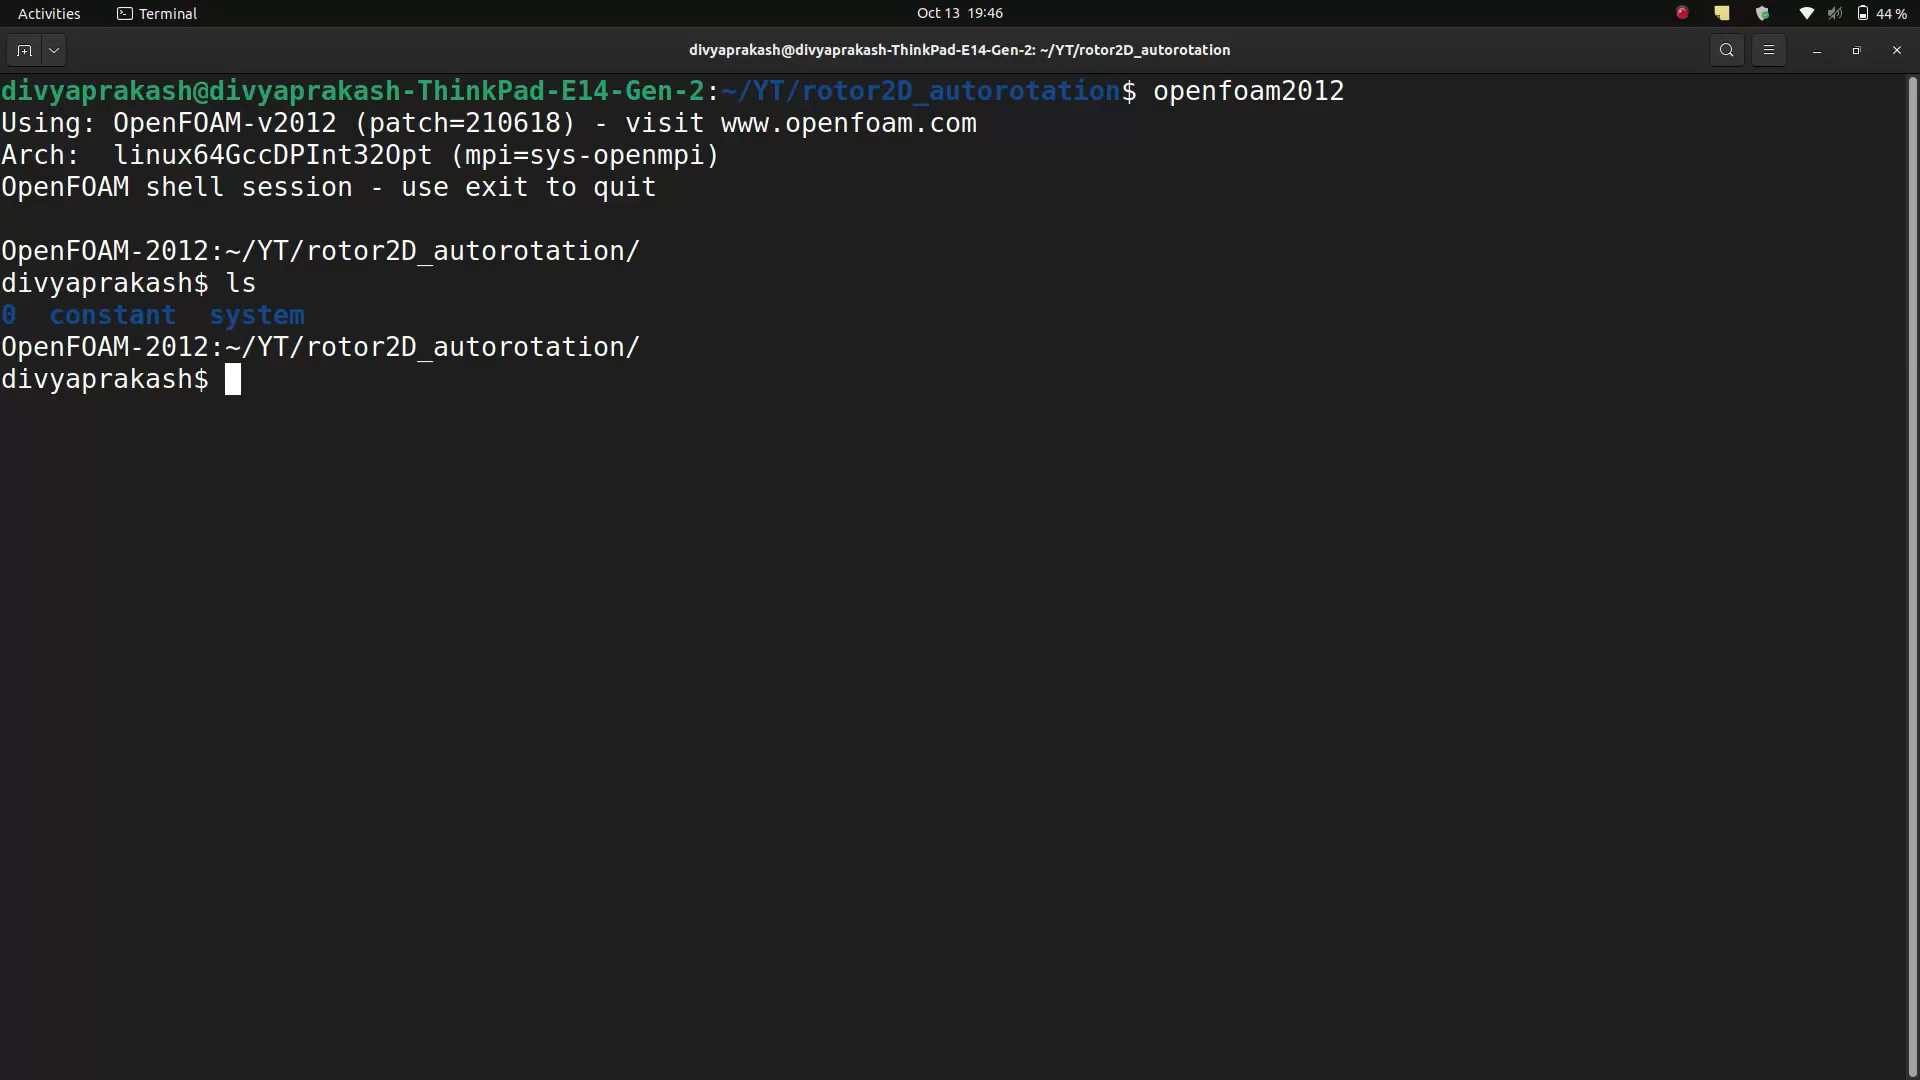 Activities Terminal Oct 13 19:46 44 %
divyaprakash@divyaprakash-ThinkPad-E14-Gen-2: ~/YT/rotor2D_autorotation
divyaprakash@divyaprakash-ThinkPad-E14-Gen-2:~/YT/rotor2D_autorotation$ openfoam2012
Using: OpenFOAM-v2012 (patch=210618) - visit www.openfoam.com
Arch:  linux64GccDPInt32Opt (mpi=sys-openmpi)
OpenFOAM shell session - use exit to quit
OpenFOAM-2012:~/YT/rotor2D_autorotation/
divyaprakash$ ls
0  constant  system
OpenFOAM-2012:~/YT/rotor2D_autorotation/
divyaprakash$